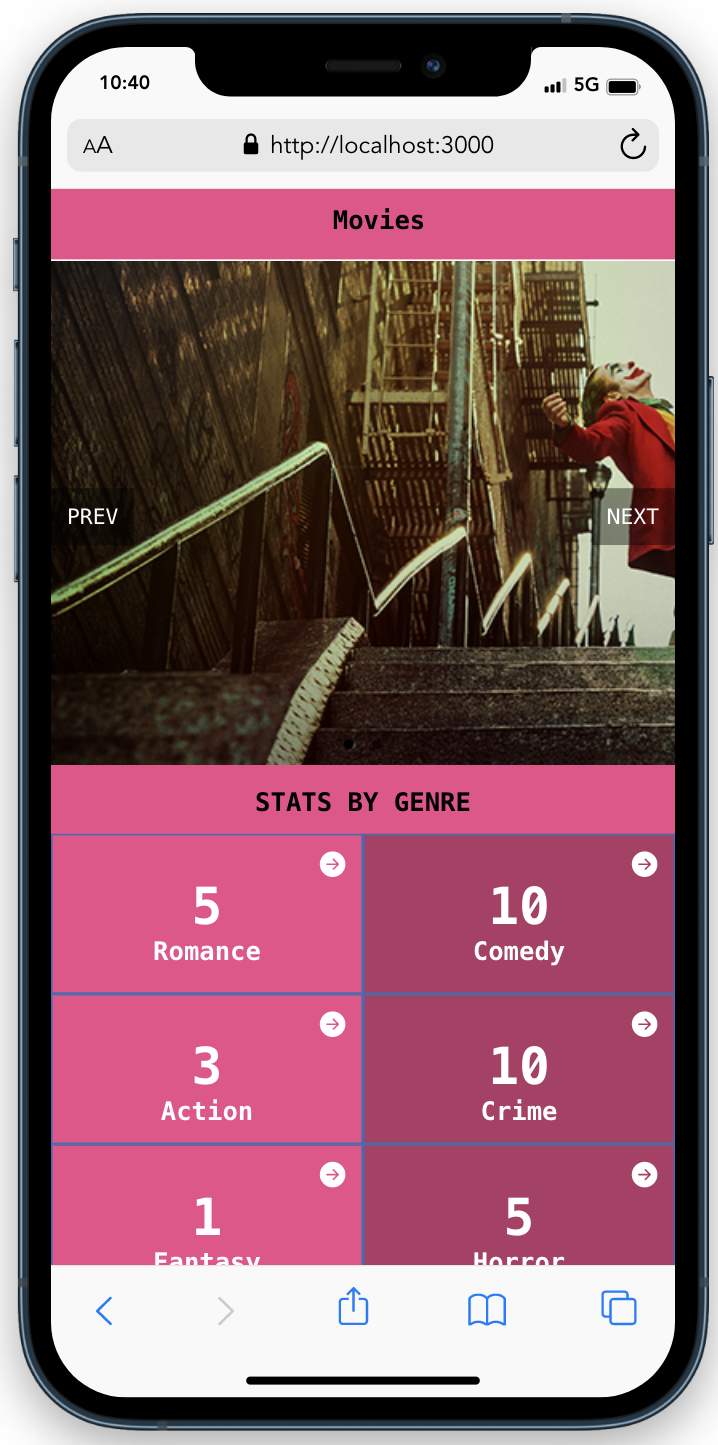 10:40 5G
AA http://localhost:3000
Movies
PREV NEXT
STATS BY GENRE
5 10
Romance Comedy
3 10
Action Crime
1 5
Fantasy Horror